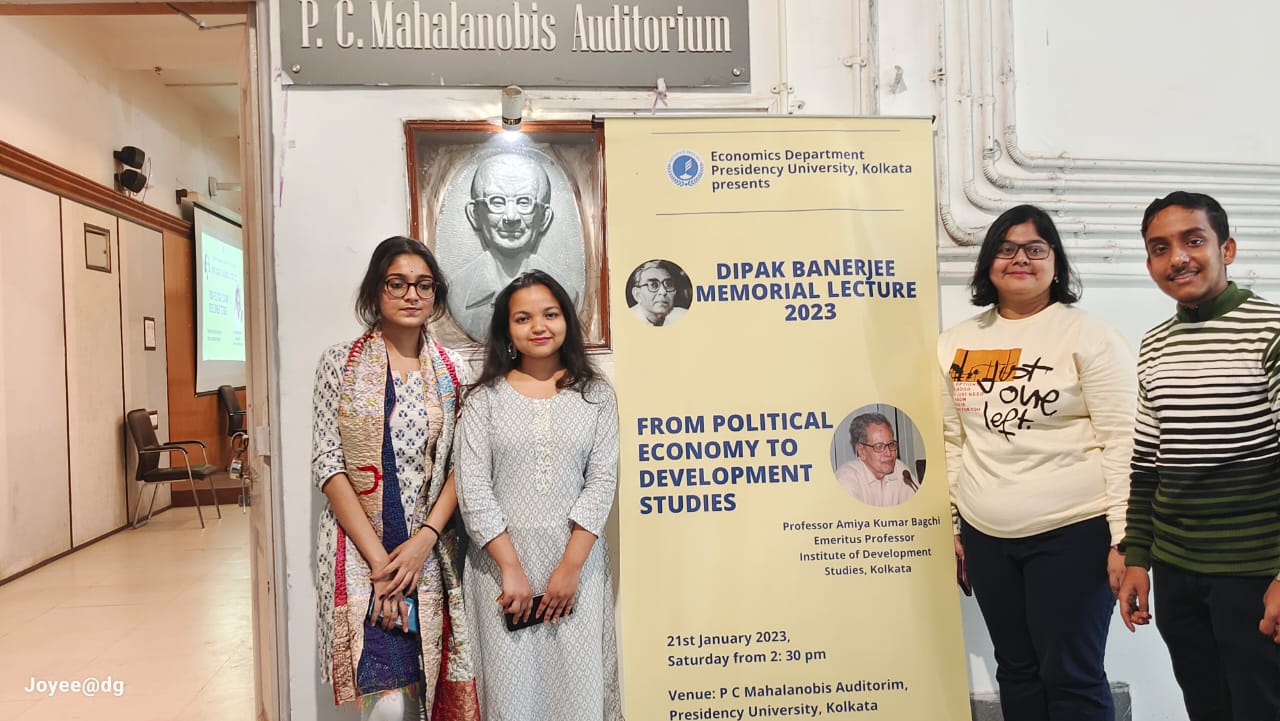 P. C. Mahalanobis Auditorium
Economics Department
Presidency University, Kolkata
presents
DIPAK BANERJEE
MEMORIAL LECTURE
2023
FROM POLITICAL
ECONOMY TO
DEVELOPMENT
STUDIES
Professor Amiya Kumar Bagchi
Emeritus Professor
Institute of Development
Studies, Kolkata
21st January 2023,
Saturday from 2: 30 pm
Venue: P C Mahalanobis Auditorim,
Presidency University, Kolkata
just
one
left.
Joyee@dg